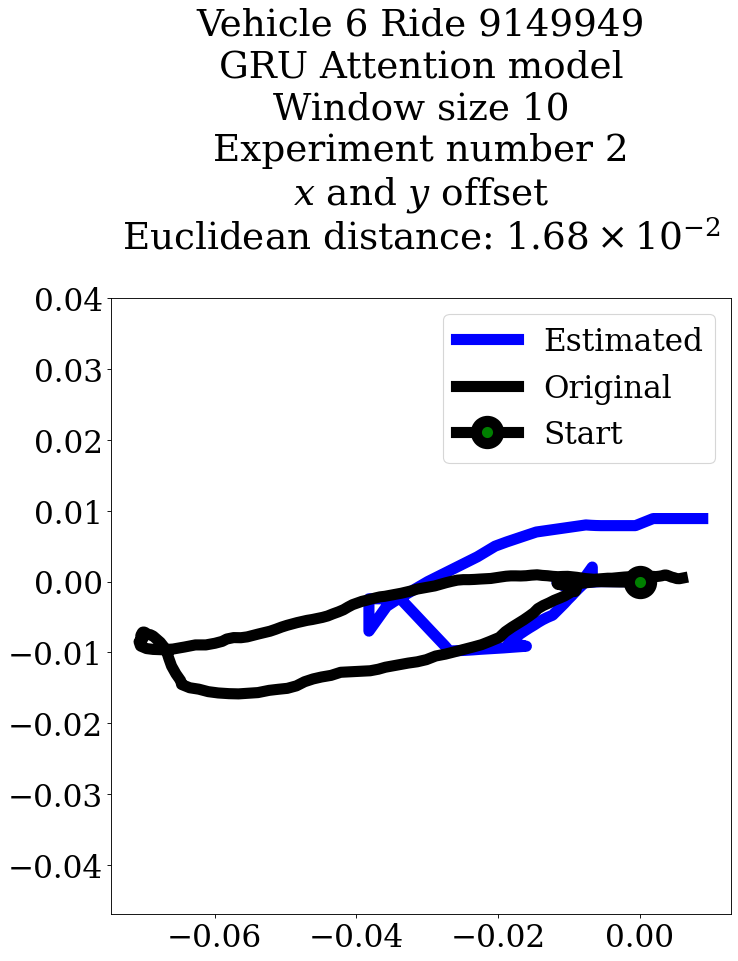 Vehicle 6 Ride 9149949
GRU Attention model
Window size 10
Experiment number 2
x and y offset
Euclidean distance: 1.68 × 10⁻²
0.04
Estimated
0.03
Original
0.02
Start
0.01
0.00
−0.01
−0.02
−0.03
−0.04
−0.06 −0.04 −0.02 0.00